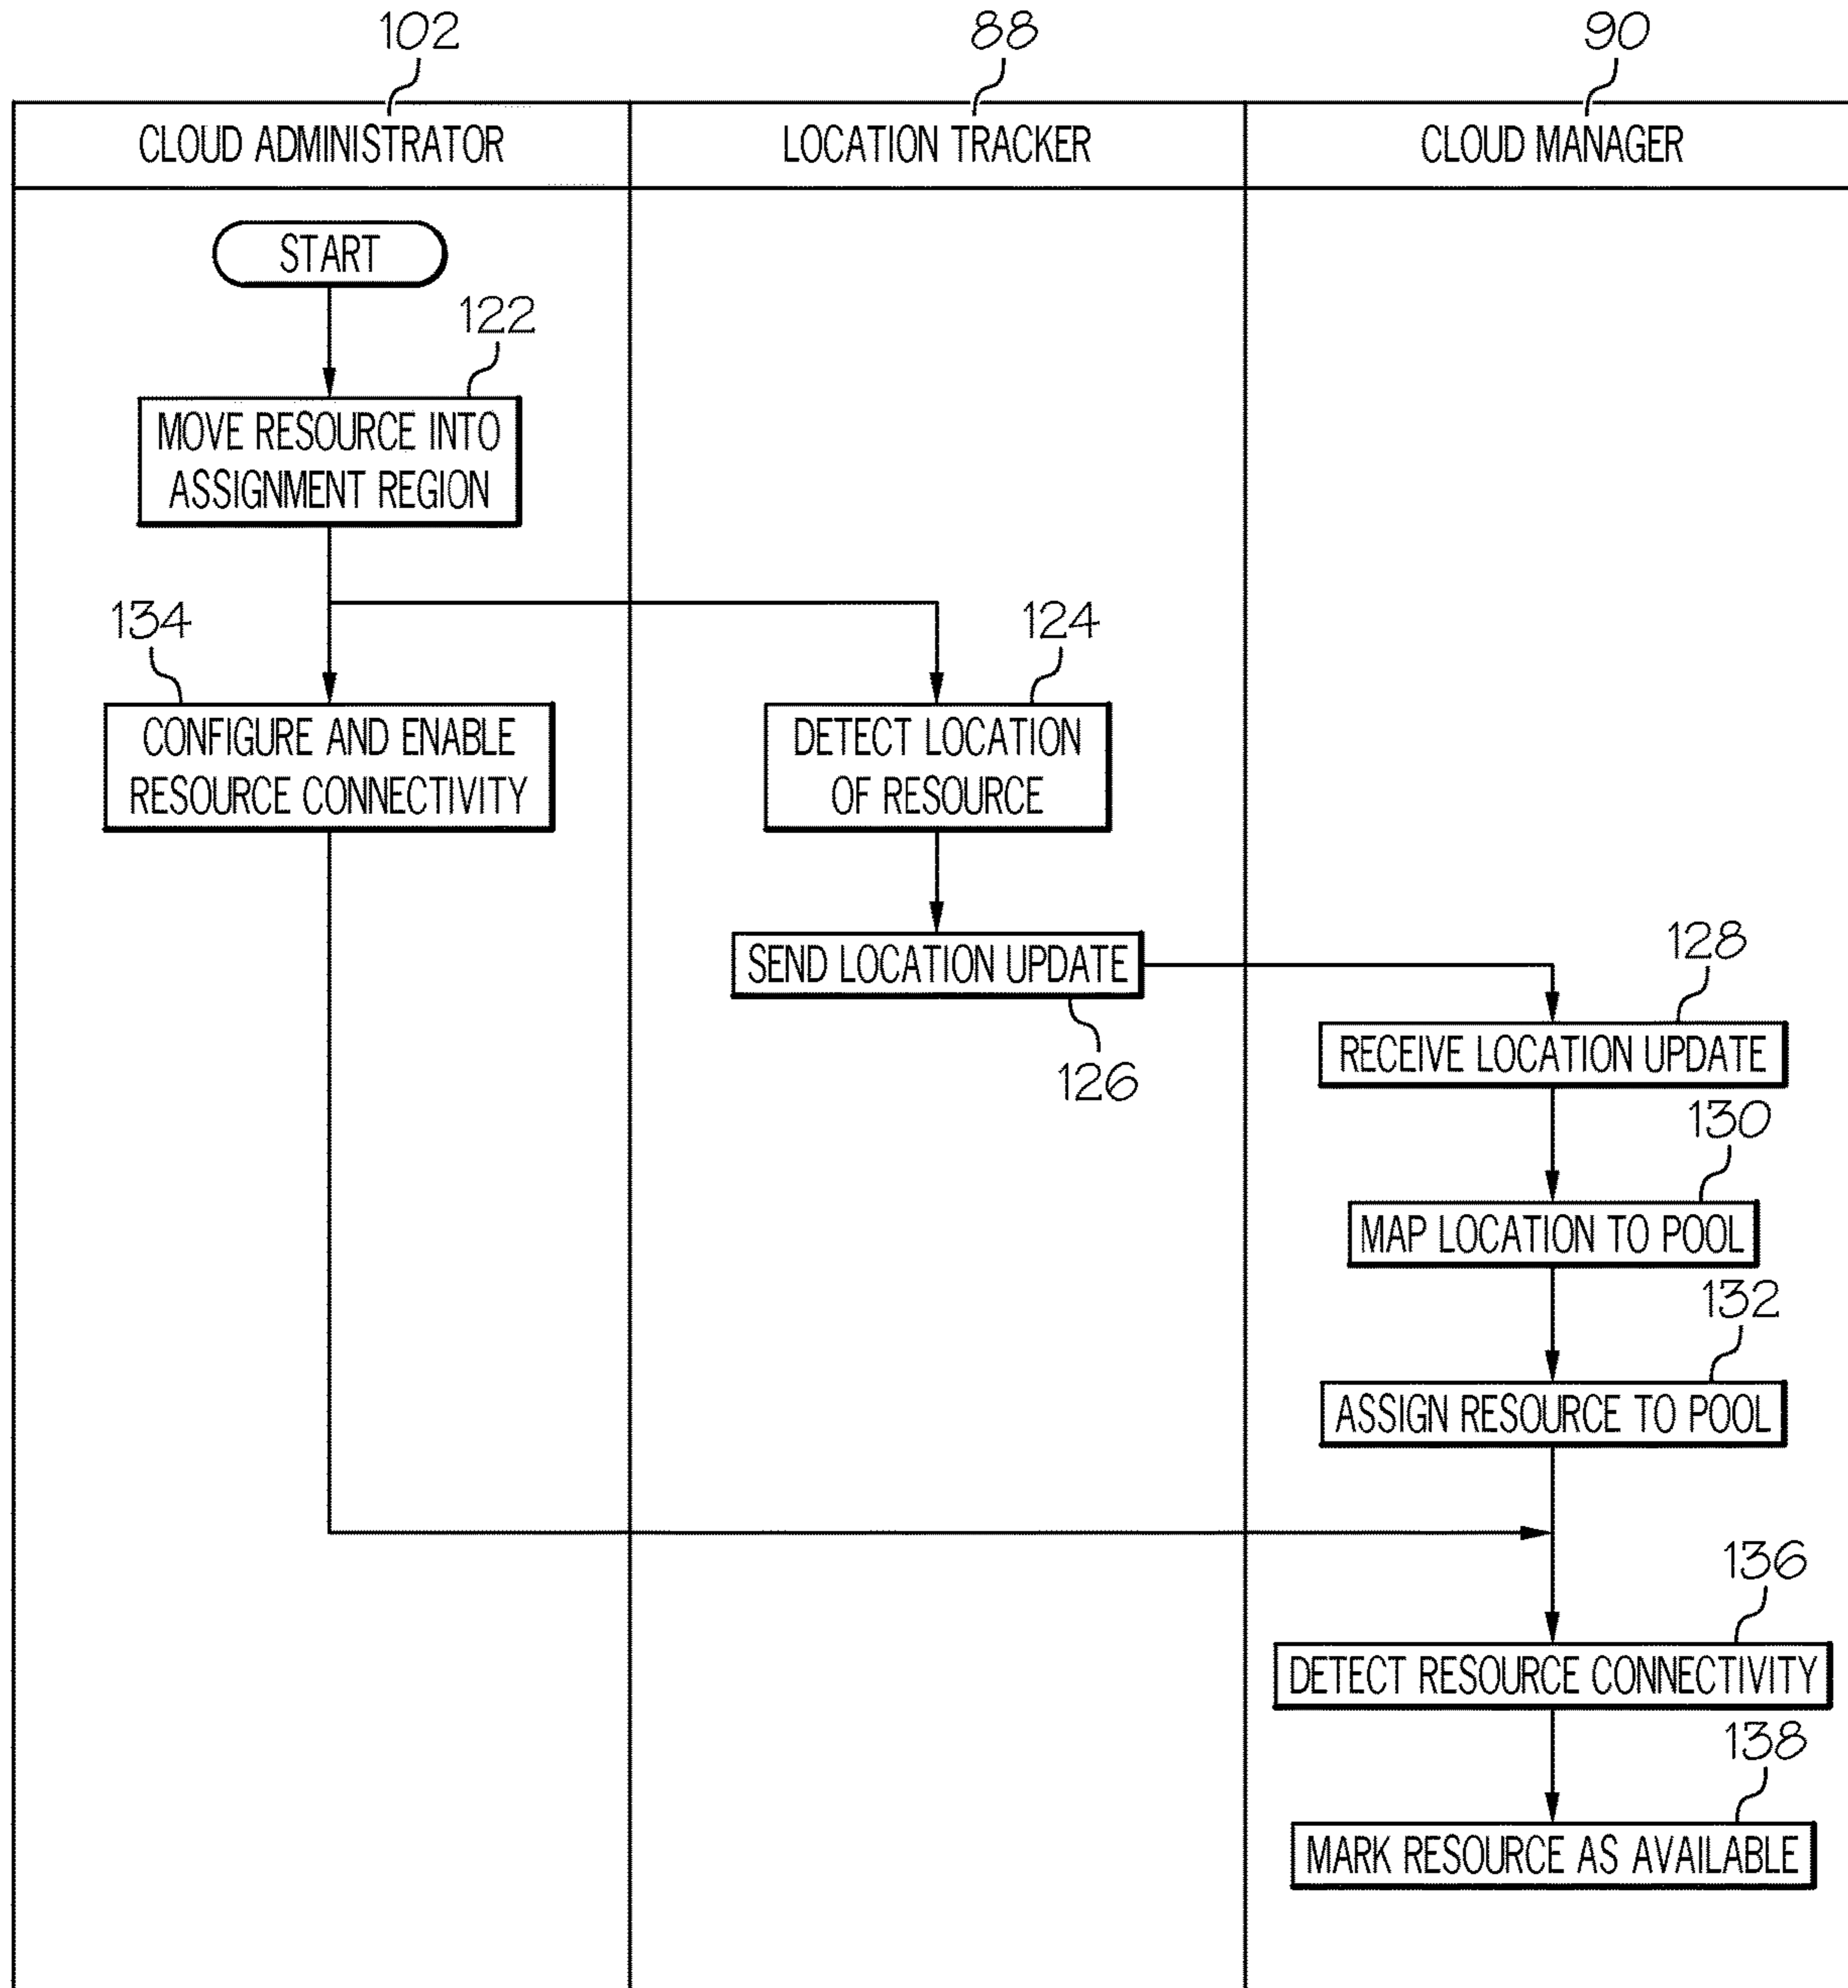 102
88
90
CLOUD ADMINISTRATOR
LOCATION TRACKER
CLOUD MANAGER
START
122
MOVE RESOURCE INTO
ASSIGNMENT REGION
134
CONFIGURE AND ENABLE
RESOURCE CONNECTIVITY
124
DETECT LOCATION
OF RESOURCE
SEND LOCATION UPDATE
126
128
RECEIVE LOCATION UPDATE
130
MAP LOCATION TO POOL
132
ASSIGN RESOURCE TO POOL
136
DETECT RESOURCE CONNECTIVITY
138
MARK RESOURCE AS AVAILABLE